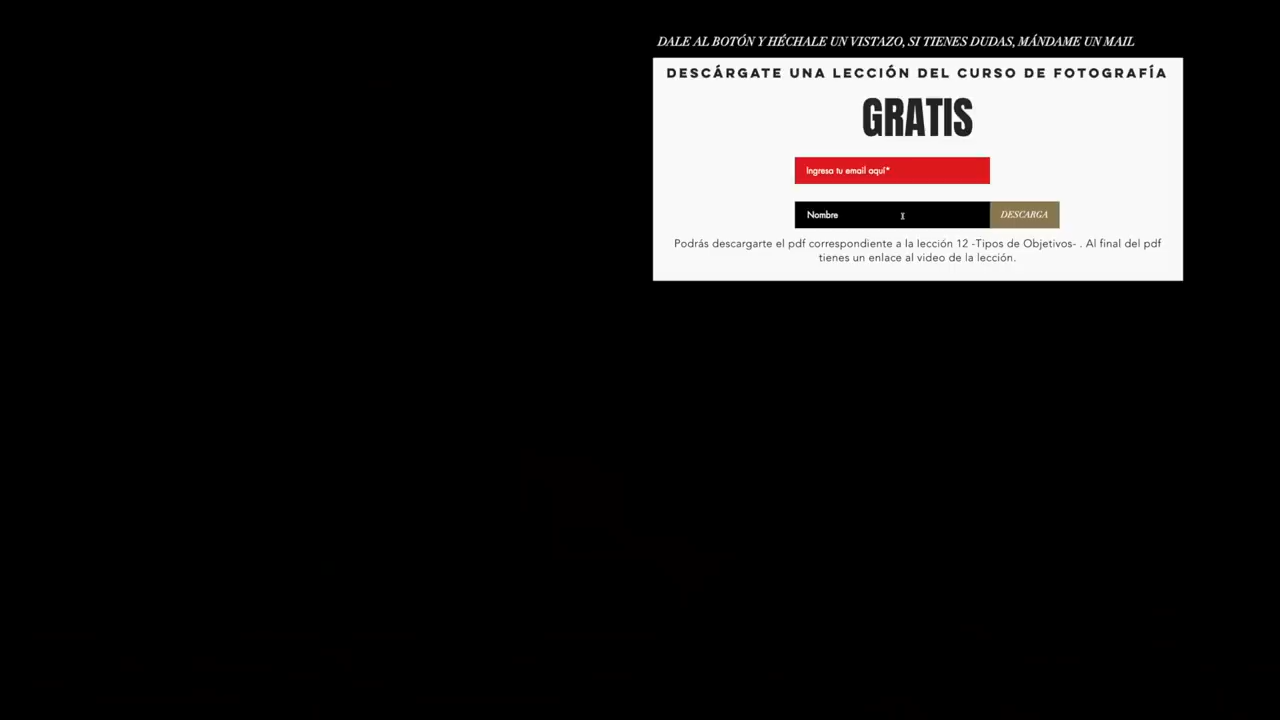 DALE AL BOTÓN Y HÉCHALE UN VISTAZO, SI TIENES DUDAS, MÁNDAME UN MAIL
DESCÁRGATE UNA LECCIÓN DEL CURSO DE FOTOGRAFÍA
GRATIS
Ingresa tu email aquí*
Nombre
DESCARGA
Podrás descargarte el pdf correspondiente a la lección 12 -Tipos de Objetivos- . Al final del pdf
tienes un enlace al video de la lección.